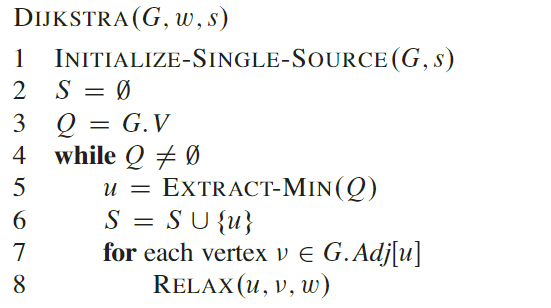 DIJKSTRA(G, w, s)
1 INITIALIZE-SINGLE-SOURCE(G, s)
2 S = ∅
3 Q = G.V
4 while Q ≠ ∅
5 u = EXTRACT-MIN(Q)
6 S = S ∪ {u}
7 for each vertex v ∈ G.Adj[u]
8 RELAX(u, v, w)